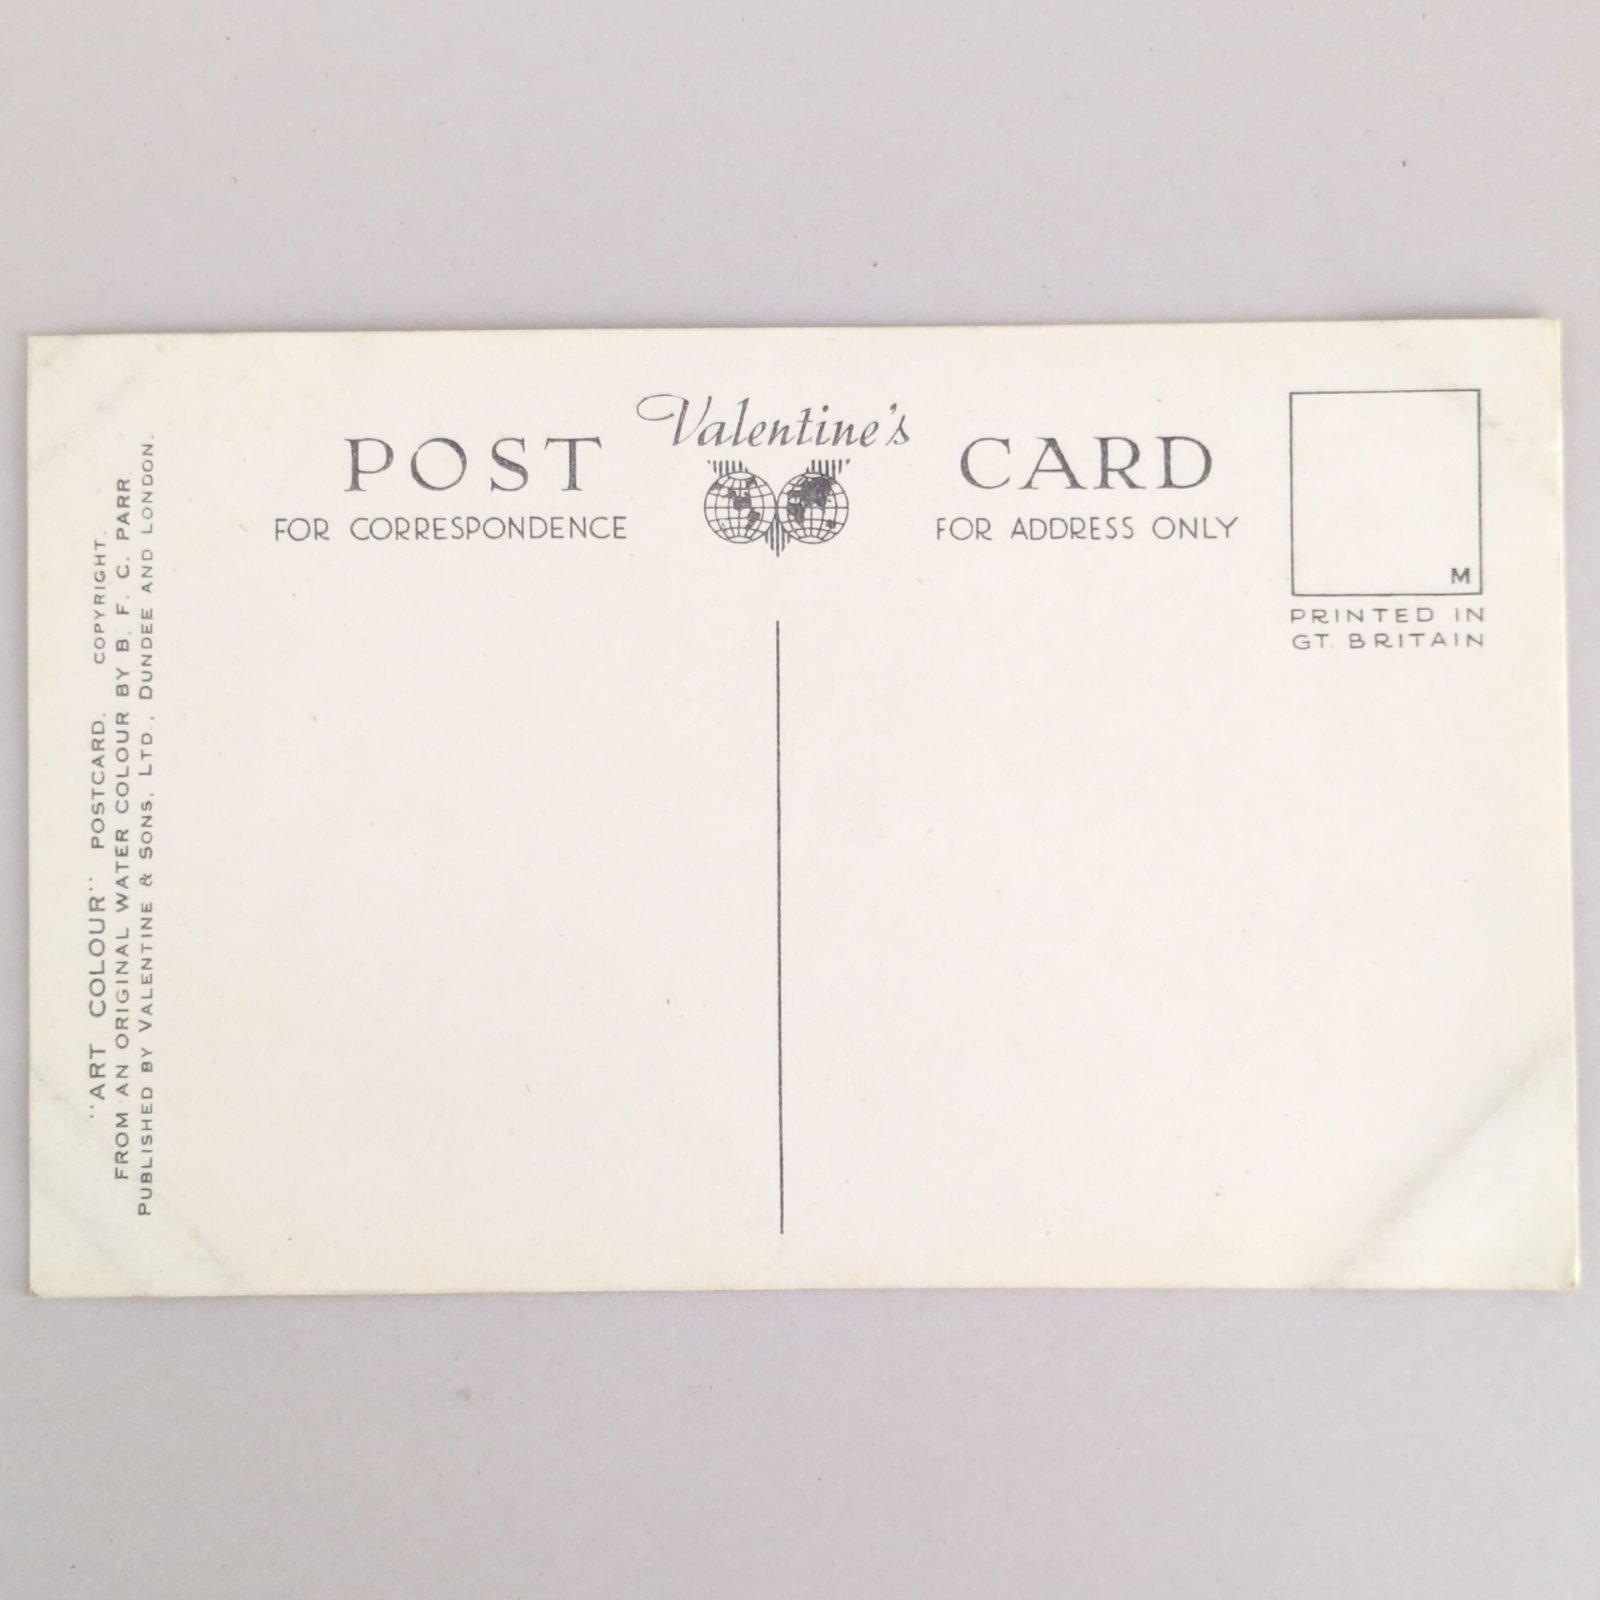 Valentine's
POST CARD
FOR CORRESPONDENCE
FOR ADDRESS ONLY
M
PRINTED IN
GT. BRITAIN
"ART COLOUR" POSTCARD. COPYRIGHT.
FROM AN ORIGINAL WATER COLOUR BY B. F. C. PARR.
PUBLISHED BY VALENTINE & SONS, LTD., DUNDEE AND LONDON.